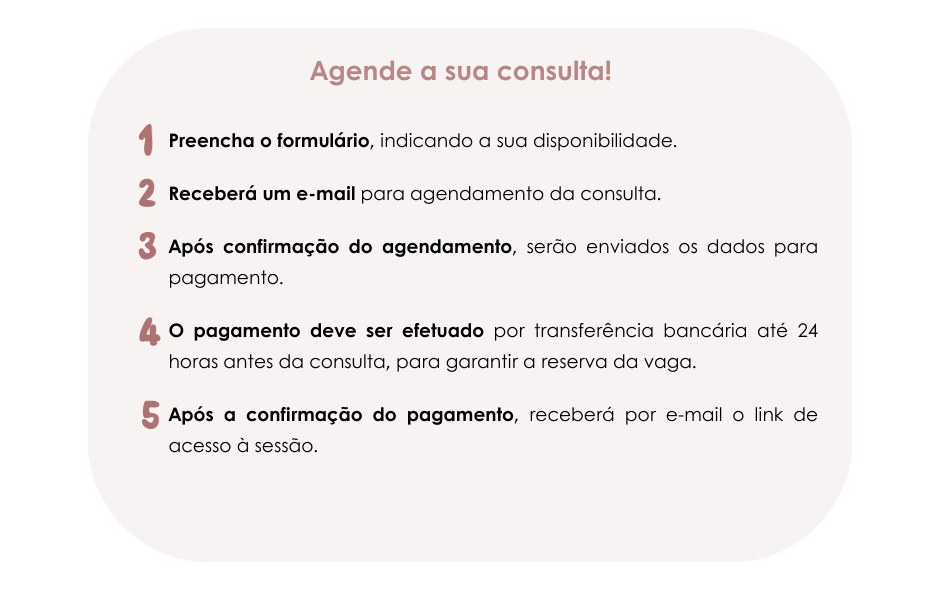 Agende a sua consulta!
1 Preencha o formulário, indicando a sua disponibilidade.
2 Receberá um e-mail para agendamento da consulta.
3 Após confirmação do agendamento, serão enviados os dados para
pagamento.
4 O pagamento deve ser efetuado por transferência bancária até 24
horas antes da consulta, para garantir a reserva da vaga.
5 Após a confirmação do pagamento, receberá por e-mail o link de
acesso à sessão.